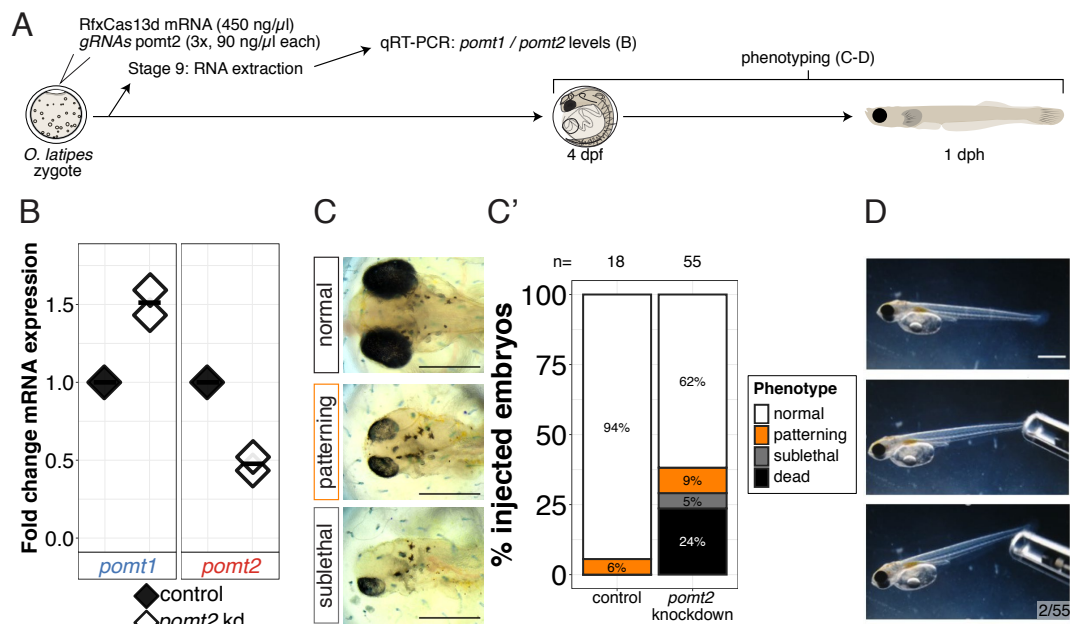 A
RfxCas13d mRNA (450 ng/µl)
gRNAs pomt2 (3x, 90 ng/µl each)
Stage 9: RNA extraction
qRT-PCR: pomt1 / pomt2 levels (B)
phenotyping (C-D)
O. latipes
zygote
4 dpf
1 dph
B
Fold change mRNA expression
1.5
1.0
0.5
0.0
pomt1
pomt2
control
pomt2 kd
C
normal
patterning
sublethal
C'
n=
18
55
% injected embryos
100
75
50
25
0
94%
6%
62%
9%
5%
24%
control
pomt2
knockdown
Phenotype
normal
patterning
sublethal
dead
D
2/55